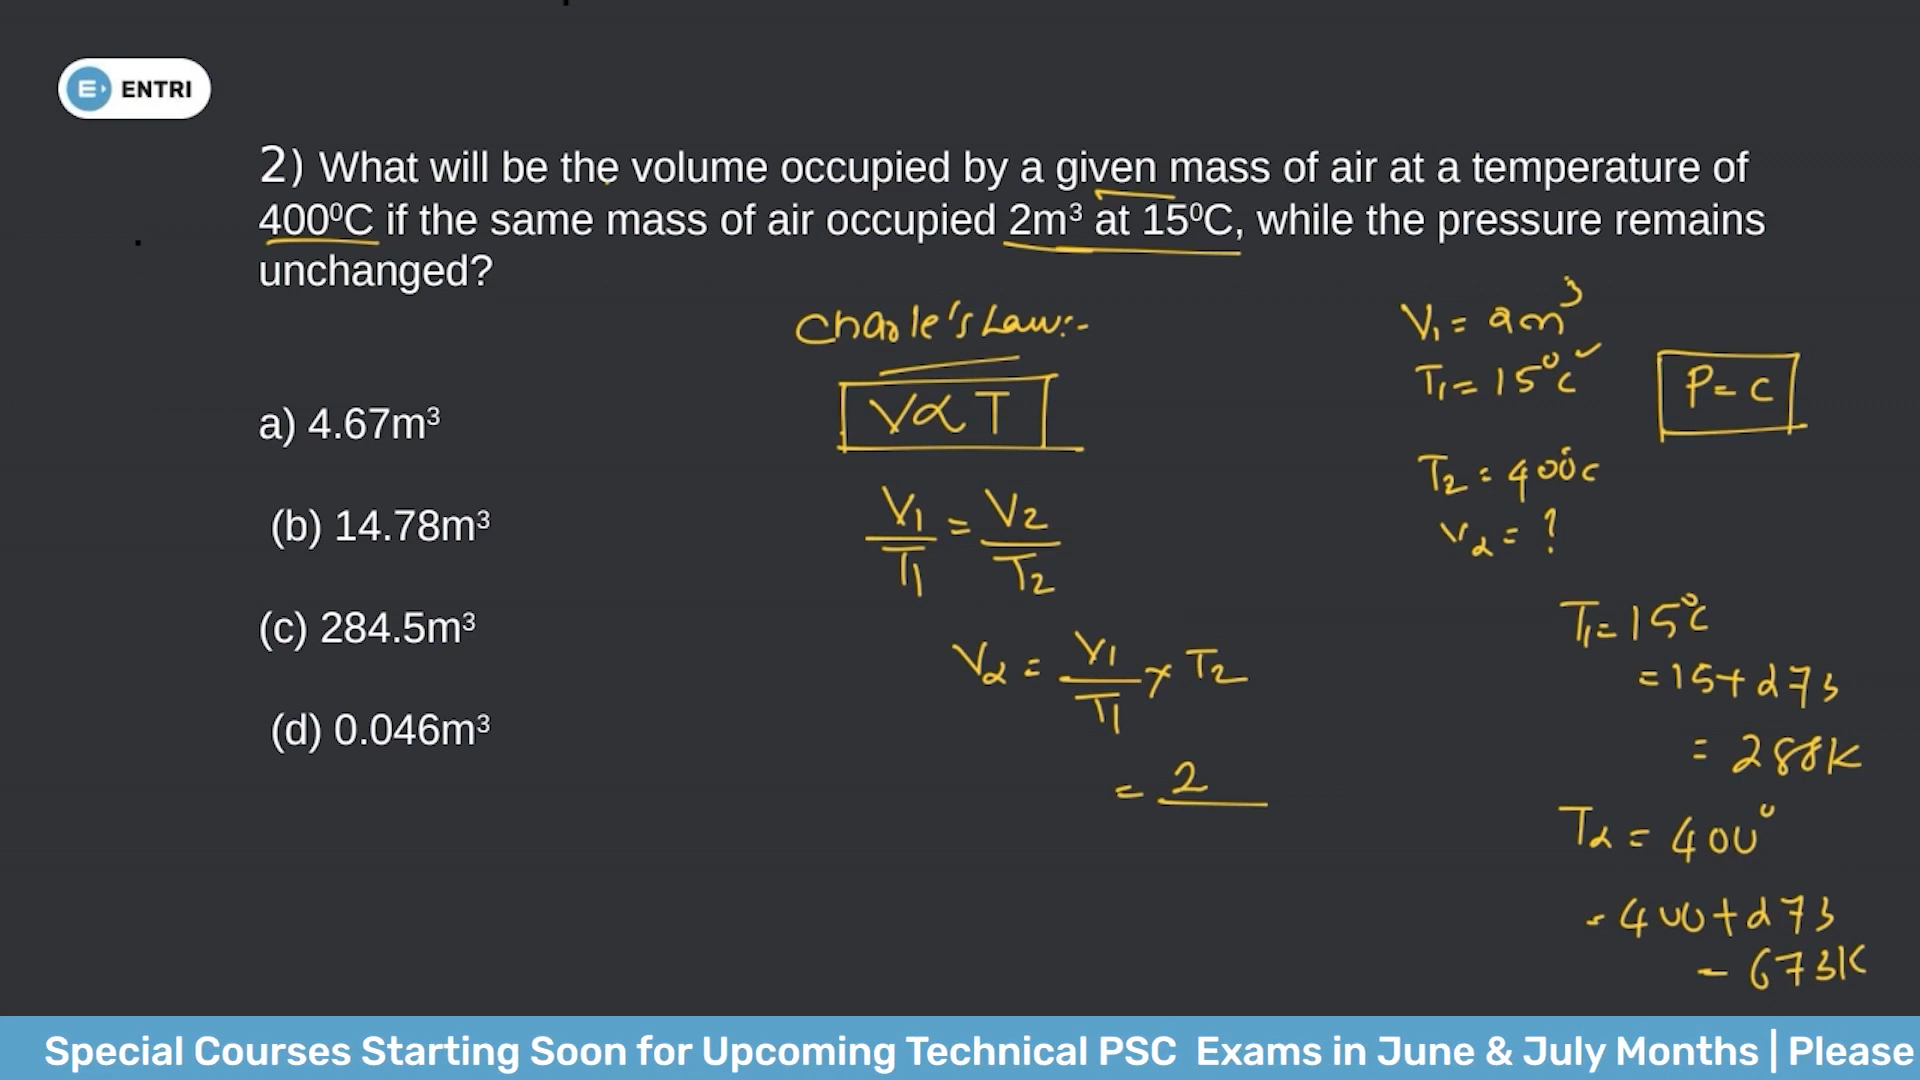 ENTRI
2) What will be the volume occupied by a given mass of air at a temperature of
400⁰C if the same mass of air occupied 2m³ at 15⁰C, while the pressure remains
unchanged?
a) 4.67m³
(b) 14.78m³
(c) 284.5m³
(d) 0.046m³
Charle's Law:-
V∝T
V₁/T₁ = V₂/T₂
V₂ = V₁/T₁ × T₂
= 2
V₁ = 2m³
T₁ = 15°C
P = C
T₂ = 400°C
V₂ = ?
T₁ = 15°C
= 15+273
= 288K
T₂ = 400°
= 400+273
= 673K
Special Courses Starting Soon for Upcoming Technical PSC Exams in June & July Months | Please